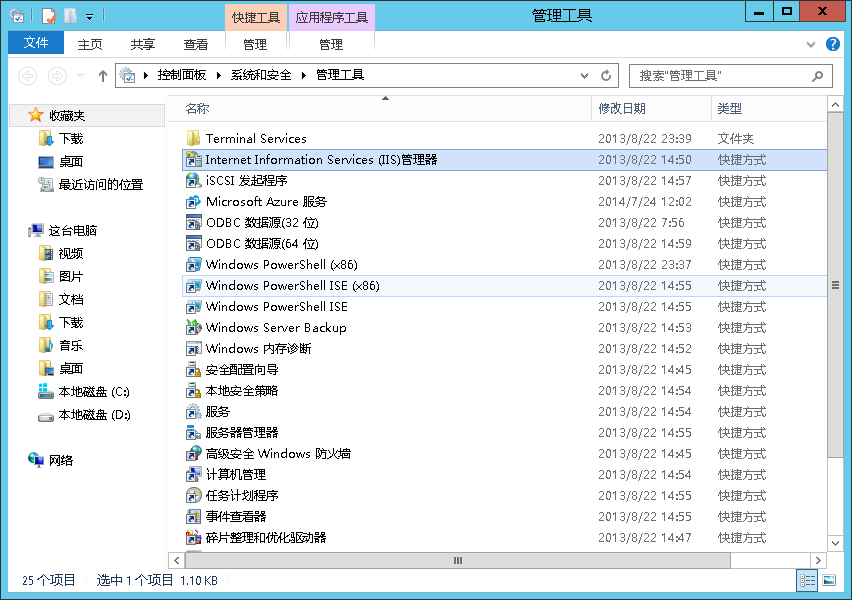 快捷工具 应用程序工具 管理工具
文件 主页 共享 查看 管理 管理
控制面板 系统和安全 管理工具 搜索"管理工具"
收藏夹
下载
桌面
最近访问的位置
这台电脑
视频
图片
文档
下载
音乐
桌面
本地磁盘 (C:)
本地磁盘 (D:)
网络
名称 修改日期 类型
Terminal Services 2013/8/22 23:39 文件夹
Internet Information Services (IIS)管理器 2013/8/22 14:50 快捷方式
iSCSI 发起程序 2013/8/22 14:57 快捷方式
Microsoft Azure 服务 2014/7/24 12:02 快捷方式
ODBC 数据源(32 位) 2013/8/22 7:56 快捷方式
ODBC 数据源(64 位) 2013/8/22 14:59 快捷方式
Windows PowerShell (x86) 2013/8/22 23:37 快捷方式
Windows PowerShell ISE (x86) 2013/8/22 14:55 快捷方式
Windows PowerShell ISE 2013/8/22 14:55 快捷方式
Windows Server Backup 2013/8/22 14:53 快捷方式
Windows 内存诊断 2013/8/22 14:52 快捷方式
安全配置向导 2013/8/22 14:45 快捷方式
本地安全策略 2013/8/22 14:54 快捷方式
服务 2013/8/22 14:54 快捷方式
服务器管理器 2013/8/22 14:55 快捷方式
高级安全 Windows 防火墙 2013/8/22 14:45 快捷方式
计算机管理 2013/8/22 14:54 快捷方式
任务计划程序 2013/8/22 14:55 快捷方式
事件查看器 2013/8/22 14:55 快捷方式
碎片整理和优化驱动器 2013/8/22 14:47 快捷方式
25 个项目 选中 1 个项目 1.10 KB